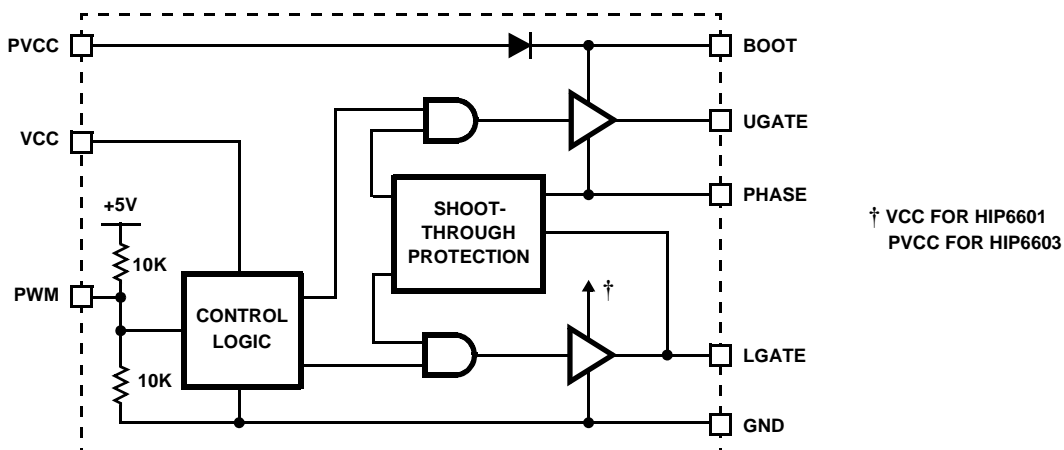 PVCC
BOOT
VCC
UGATE
+5V
10K
PWM
CONTROL
LOGIC
10K
SHOOT-
THROUGH
PROTECTION
PHASE
†
LGATE
GND
† VCC FOR HIP6601
PVCC FOR HIP6603